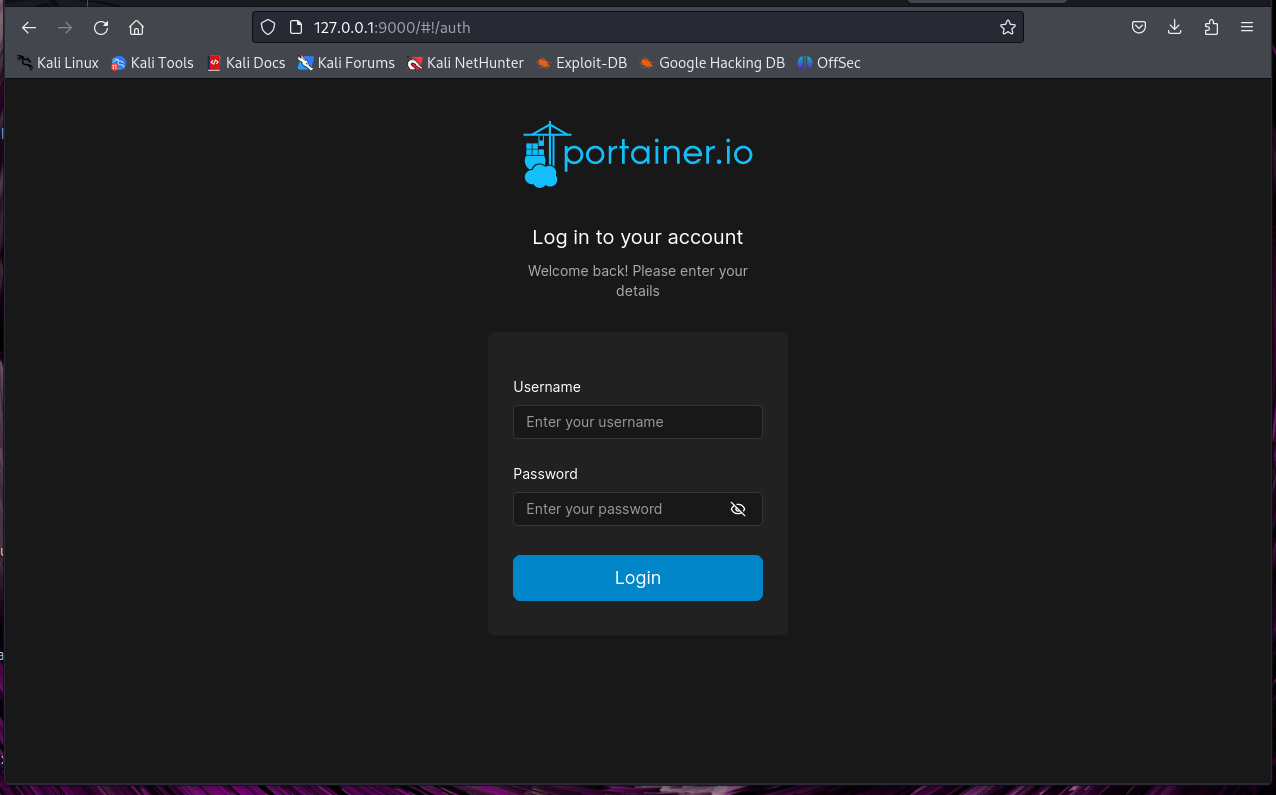 127.0.0.1:9000/#!/auth
Kali Linux Kali Tools Kali Docs Kali Forums Kali NetHunter Exploit-DB Google Hacking DB OffSec
portainer.io
Log in to your account
Welcome back! Please enter your
details
Username
Enter your username
Password
Enter your password
Login